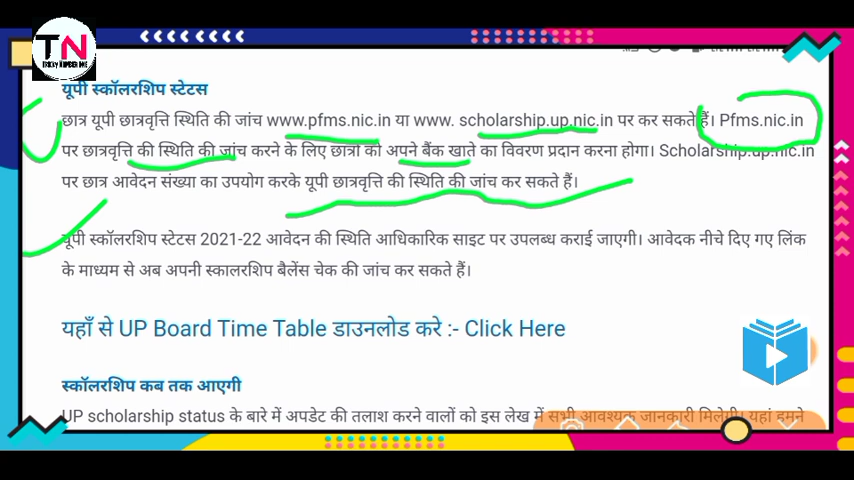 TN
TRICKY NUMBER ONE
यूपी स्कॉलरशिप स्टेटस
छात्र यूपी छात्रवृत्ति स्थिति की जांच www.pfms.nic.in या www. scholarship.up.nic.in पर कर सकते हैं। Pfms.nic.in
पर छात्रवृत्ति की स्थिति की जांच करने के लिए छात्रों को अपने बैंक खाते का विवरण प्रदान करना होगा। Scholarship.up.nic.in
पर छात्र आवेदन संख्या का उपयोग करके यूपी छात्रवृत्ति की स्थिति की जांच कर सकते हैं।
यूपी स्कॉलरशिप स्टेटस 2021-22 आवेदन की स्थिति आधिकारिक साइट पर उपलब्ध कराई जाएगी। आवेदक नीचे दिए गए लिंक
के माध्यम से अब अपनी स्कालरशिप बैलेंस चेक की जांच कर सकते हैं।
यहाँ से UP Board Time Table डाउनलोड करे :- Click Here
स्कॉलरशिप कब तक आएगी
UP scholarship status के बारे में अपडेट की तलाश करने वालों को इस लेख में सभी आवश्यक जानकारी मिलेगी। यहां हमने